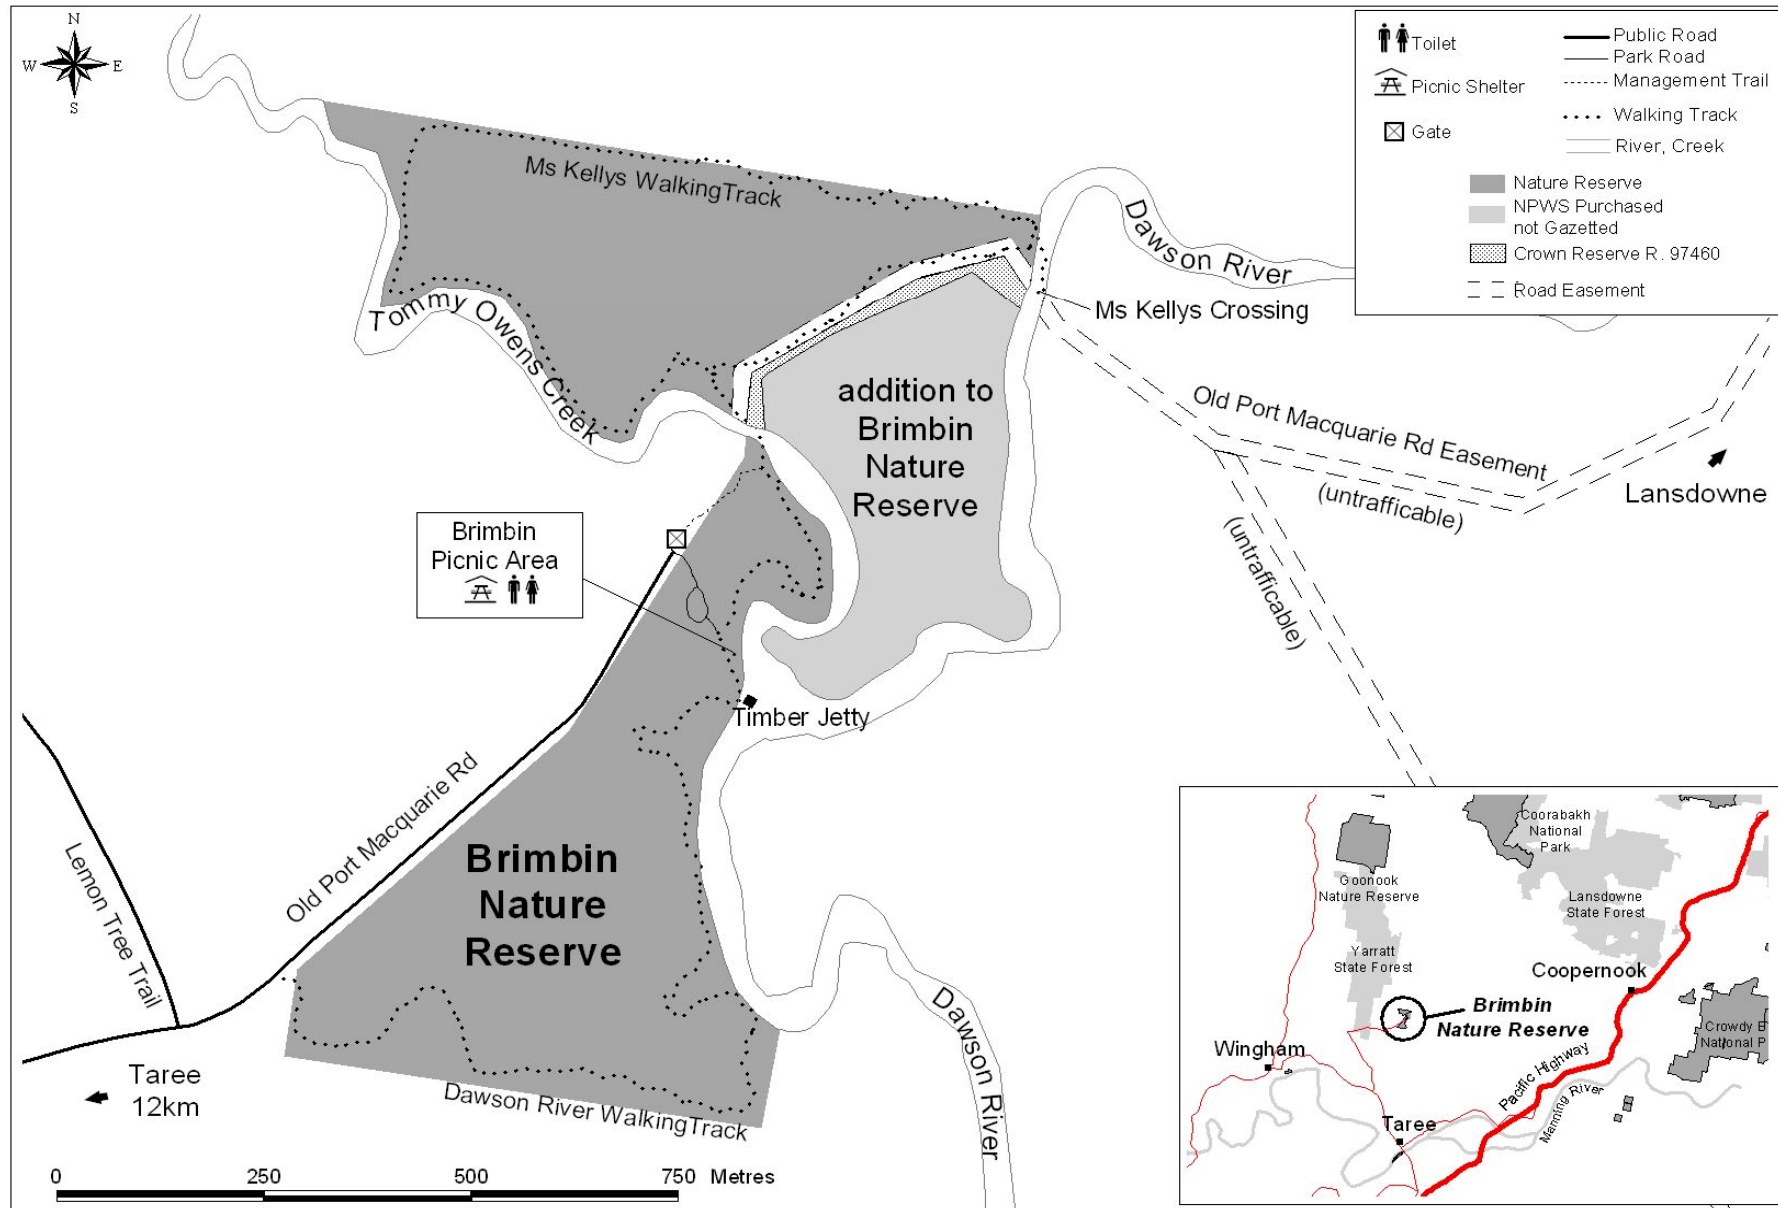 N
W E
S
Toilet
Picnic Shelter
Gate
Public Road
Park Road
Management Trail
Walking Track
River, Creek
Nature Reserve
NPWS Purchased
not Gazetted
Crown Reserve R. 97460
Road Easement
Ms Kellys WalkingTrack
Dawson River
Tommy Owens Creek
Ms Kellys Crossing
addition to
Brimbin
Nature
Reserve
Old Port Macquarie Rd Easement
(untrafficable)
(untrafficable)
Lansdowne
Brimbin
Picnic Area
Timber Jetty
Old Port Macquarie Rd
Lemon Tree Trail
Brimbin
Nature
Reserve
Taree
12km
Dawson River WalkingTrack
Dawson River
0 250 500 750 Metres
Coorabakh
National
Park
Goonook
Nature Reserve
Lansdowne
State Forest
Yarratt
State Forest
Coopernook
Brimbin
Nature Reserve
Crowdy B
National P
Wingham
Pacific Highway
Manning River
Taree